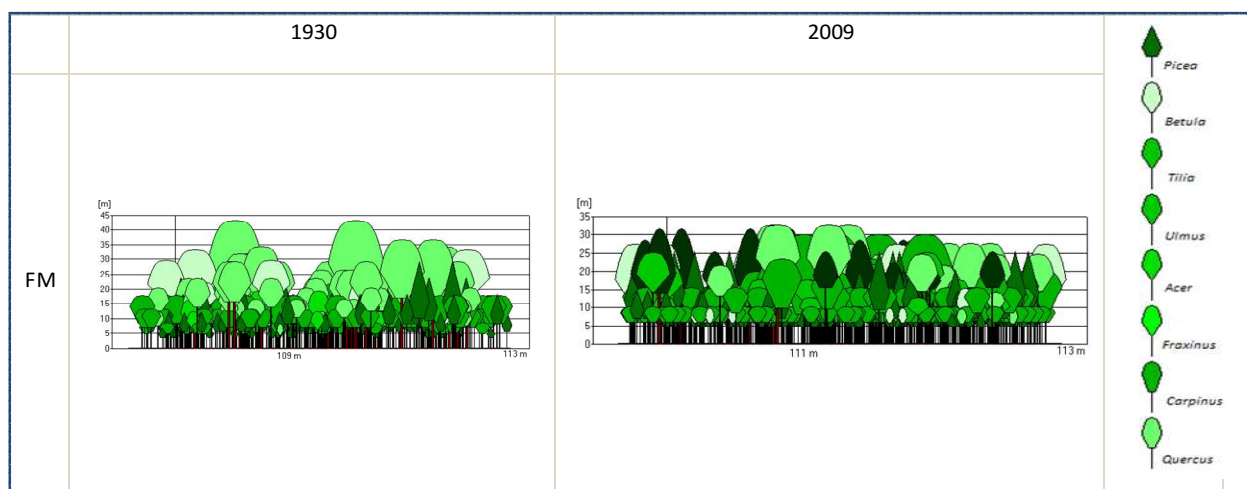 1930
2009
FM
[m]
45
40
35
30
25
20
15
10
5
0
109 m
113 m
[m]
35
30
25
20
15
10
5
0
111 m
113 m
Picea
Betula
Tilia
Ulmus
Acer
Fraxinus
Carpinus
Quercus